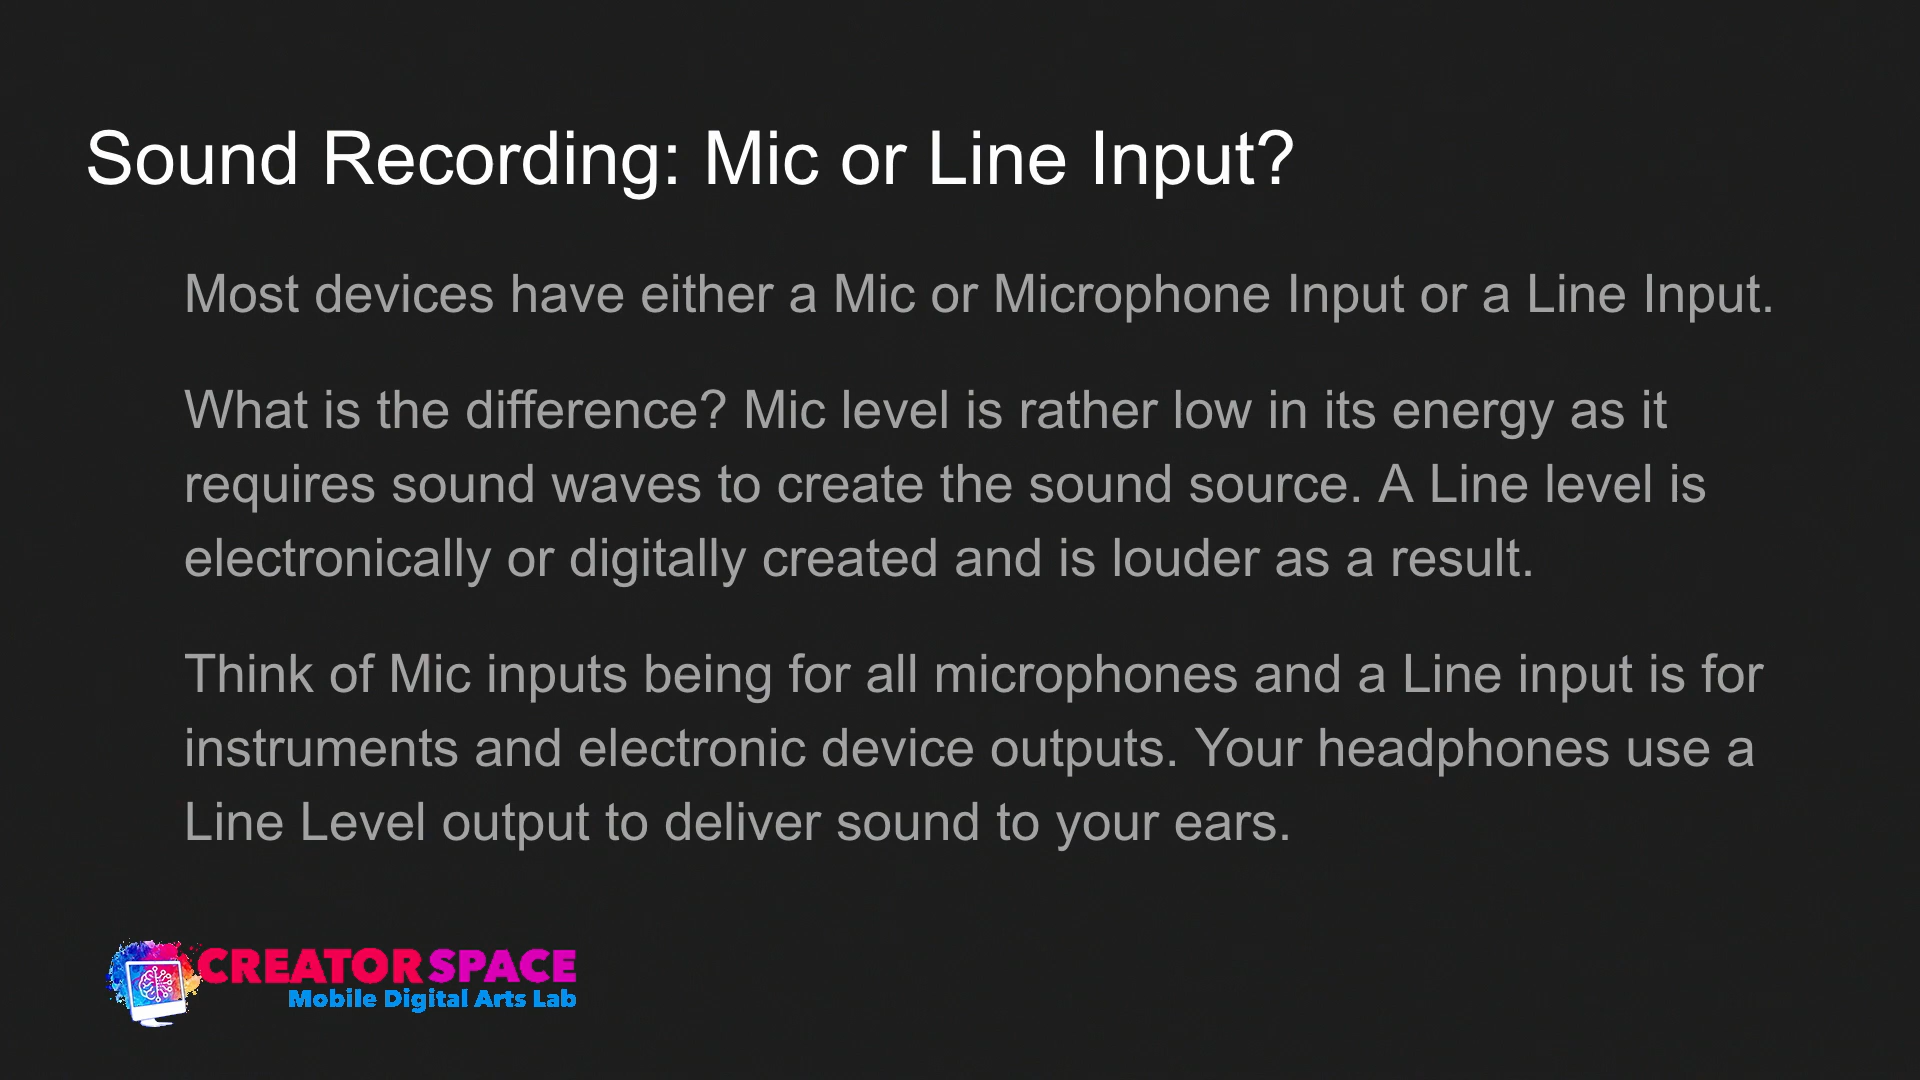 Sound Recording: Mic or Line Input?
Most devices have either a Mic or Microphone Input or a Line Input.
What is the difference? Mic level is rather low in its energy as it
requires sound waves to create the sound source. A Line level is
electronically or digitally created and is louder as a result.
Think of Mic inputs being for all microphones and a Line input is for
instruments and electronic device outputs. Your headphones use a
Line Level output to deliver sound to your ears.
CREATORSPACE
Mobile Digital Arts Lab